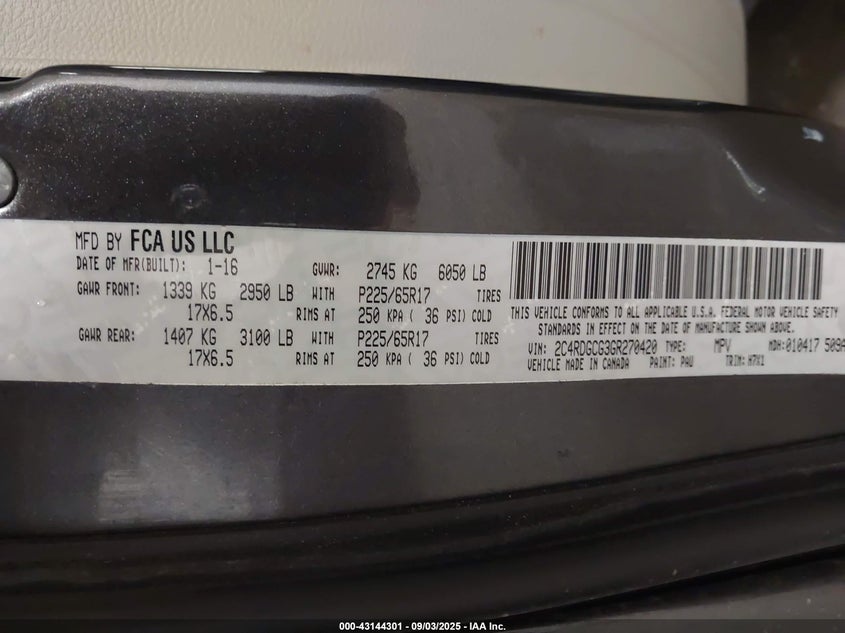 MFD BY FCA US LLC
DATE OF MFR(BUILT): 1-16 GVWR: 2745 KG 6050 LB
GAWR FRONT: 1339 KG 2950 LB WITH P225/65R17 TIRES
17X6.5 RIMS AT 250 KPA ( 36 PSI) COLD
GAWR REAR: 1407 KG 3100 LB WITH P225/65R17 TIRES
17X6.5 RIMS AT 250 KPA ( 36 PSI) COLD
THIS VEHICLE CONFORMS TO ALL APPLICABLE U.S.A. FEDERAL MOTOR VEHICLE SAFETY
STANDARDS IN EFFECT ON THE DATE OF MANUFACTURE SHOWN ABOVE.
VIN: 2C4RDGCG3GR270420 TYPE: MPV MDH: 010417 509A
VEHICLE MADE IN CANADA PAINT: PAU TRIM: H7X1
000-43144301 - 09/03/2025 - IAA Inc.